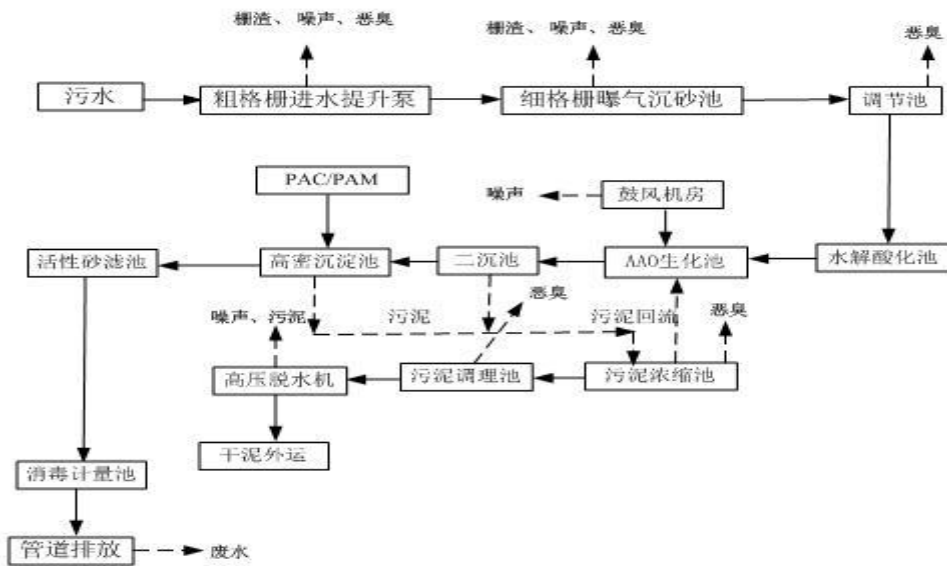 栅渣、噪声、恶臭
栅渣、噪声、恶臭
恶臭
污水
粗格栅进水提升泵
细格栅曝气沉砂池
调节池
PAC/PAM
噪声
鼓风机房
活性砂滤池
高密沉淀池
二沉池
AAO生化池
水解酸化池
恶臭
噪声、污泥
污泥
污泥回流
恶臭
高压脱水机
污泥调理池
污泥浓缩池
干泥外运
消毒计量池
管道排放
废水